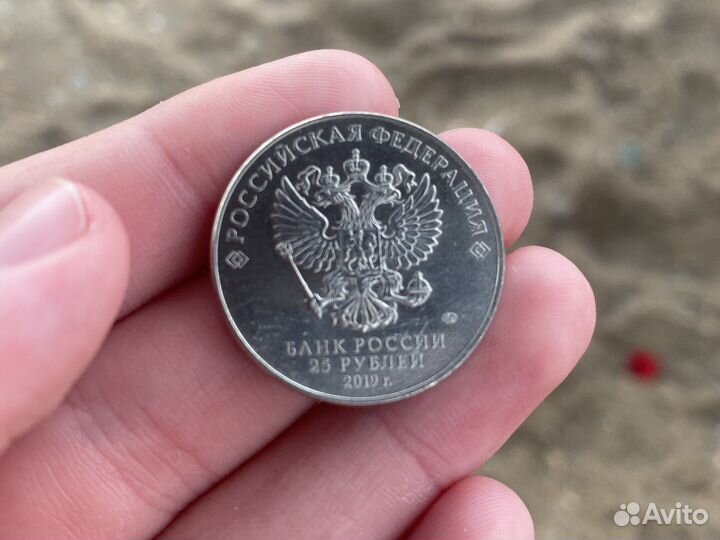 РОССИЙСКАЯ ФЕДЕРАЦИЯ
БАНК РОССИИ
25 РУБЛЕЙ
2019 г.
Avito